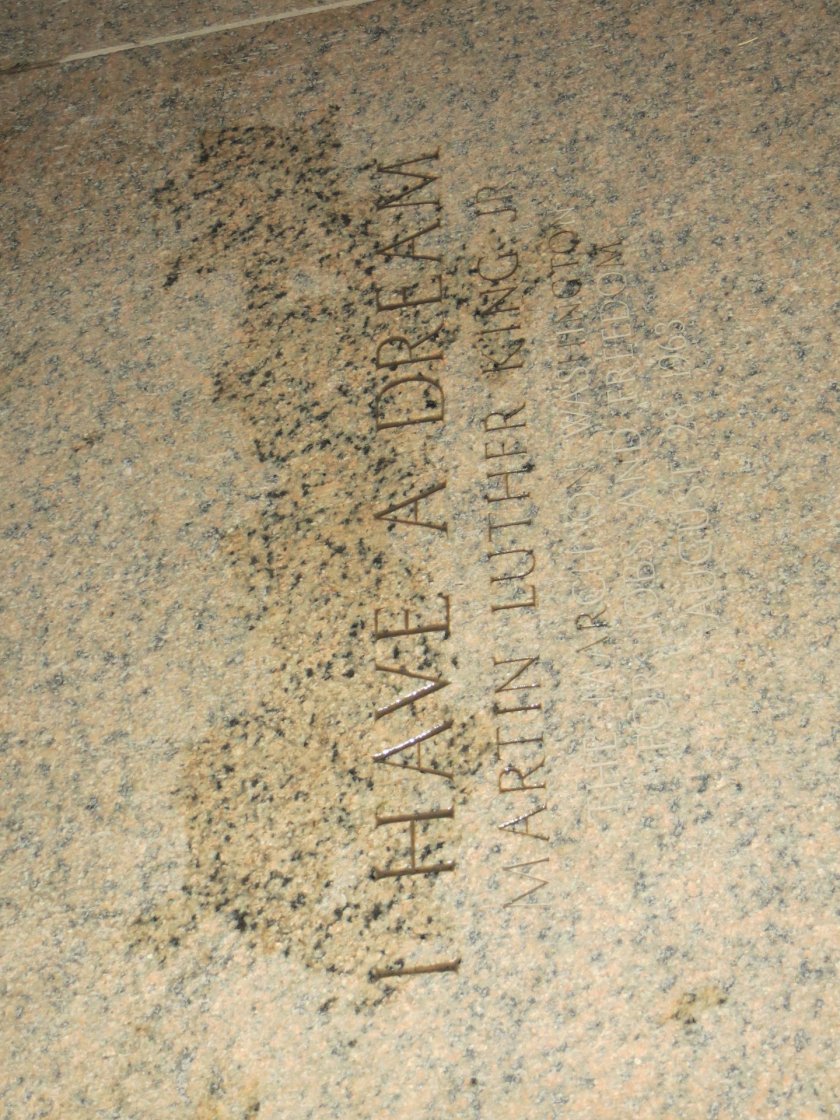 I HAVE A DREAM
MARTIN LUTHER KING JR
THE MARCH ON WASHINGTON
FOR JOBS AND FREEDOM
AUGUST 28 1963